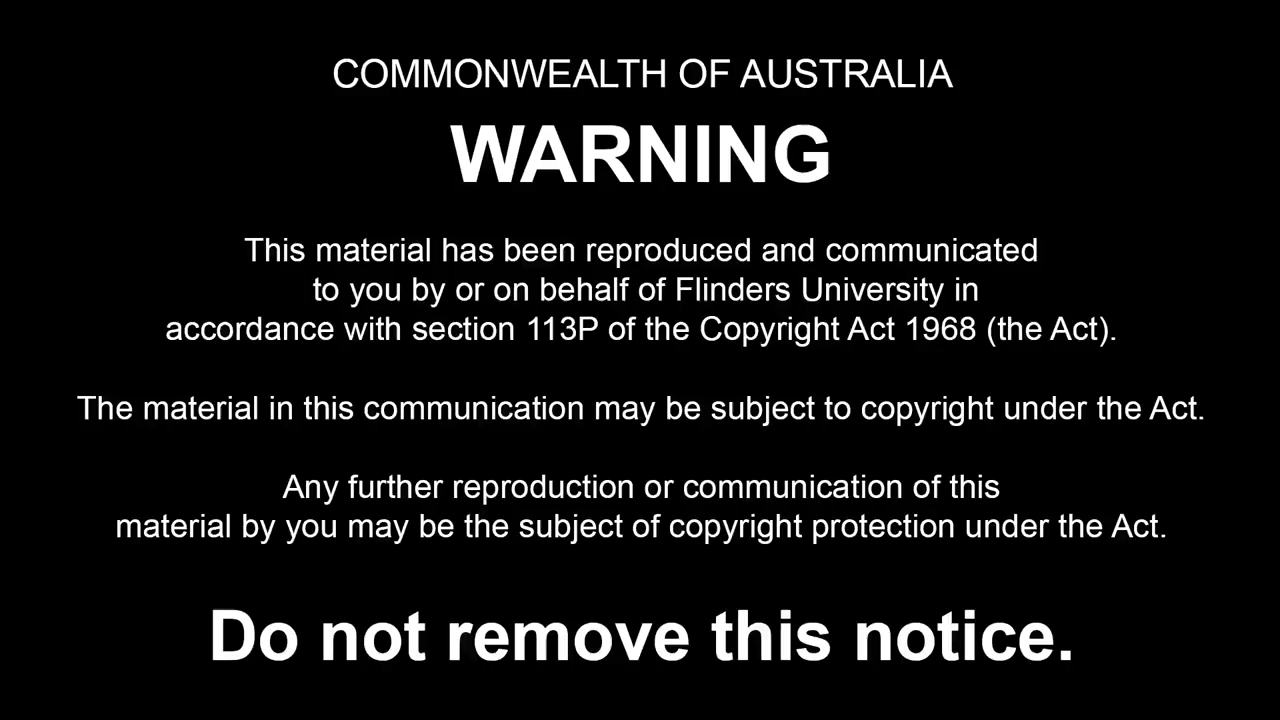 COMMONWEALTH OF AUSTRALIA
WARNING
This material has been reproduced and communicated
to you by or on behalf of Flinders University in
accordance with section 113P of the Copyright Act 1968 (the Act).
The material in this communication may be subject to copyright under the Act.
Any further reproduction or communication of this
material by you may be the subject of copyright protection under the Act.
Do not remove this notice.